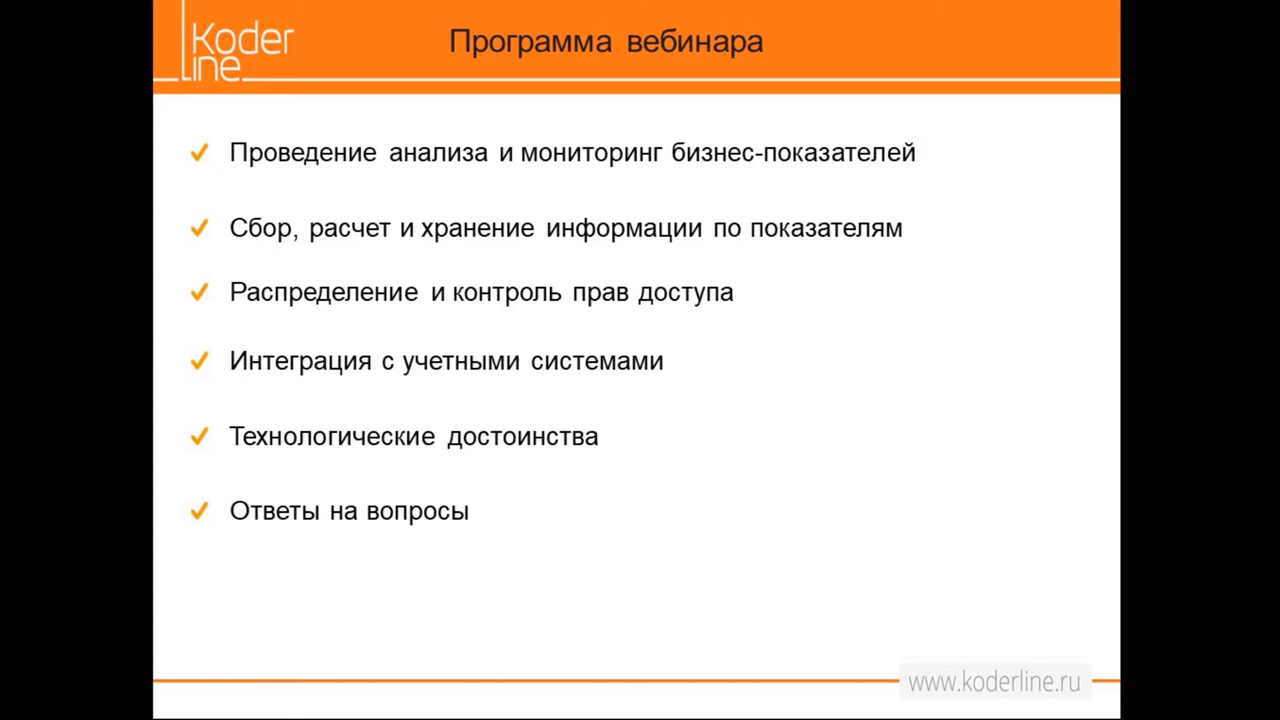 Koder
line
Программа вебинара
Проведение анализа и мониторинг бизнес-показателей
Сбор, расчет и хранение информации по показателям
Распределение и контроль прав доступа
Интеграция с учетными системами
Технологические достоинства
Ответы на вопросы
www.koderline.ru